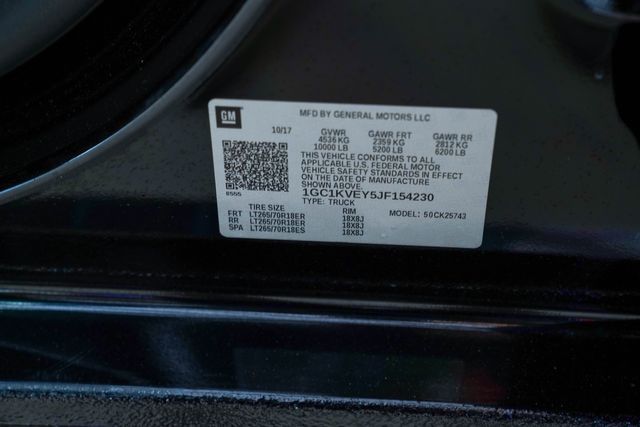 GM
MFD BY GENERAL MOTORS LLC
10/17 GVWR GAWR FRT GAWR RR
4536 KG 2359 KG 2812 KG
10000 LB 5200 LB 6200 LB
THIS VEHICLE CONFORMS TO ALL
APPLICABLE U.S. FEDERAL MOTOR
VEHICLE SAFETY STANDARDS IN EFFECT
ON THE DATE OF MANUFACTURE
SHOWN ABOVE.
1GC1KVEY5JF154230
TYPE: TRUCK
MODEL: 50CK25743
TIRE SIZE RIM
FRT LT265/70R18ER 18X8J
RR LT265/70R18ER 18X8J
SPA LT265/70R18ES 18X8J